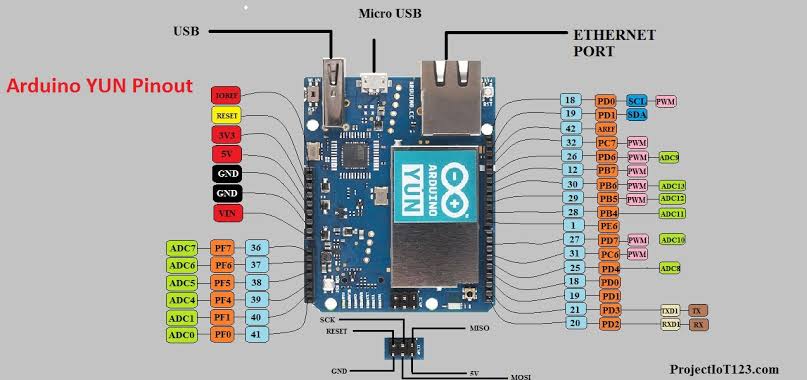 Micro USB
USB
ETHERNET
PORT
Arduino YUN Pinout
IOREF
RESET
3V3
5V
GND
GND
VIN
ADC7 PF7 36
ADC6 PF6 37
ADC5 PF5 38
ADC4 PF4 39
ADC1 PF1 40
ADC0 PF0 41
18 PD0 SCL PWM
19 PD1 SDA
42 AREF
32 PC7 PWM
26 PD6 PWM ADC9
12 PB7 PWM
30 PB6 PWM ADC13
29 PB5 PWM ADC12
28 PB4 ADC11
1 PE6
27 PD7 PWM ADC10
31 PC6 PWM
25 PD4 ADC8
18 PD0
19 PD1
21 PD3 TXD1 TX
20 PD2 RXD1 RX
ARDUINO.CC
ARDUINO
YÚN
SCK
RESET
MISO
GND
5V
MOSI
ProjectIoT123.com